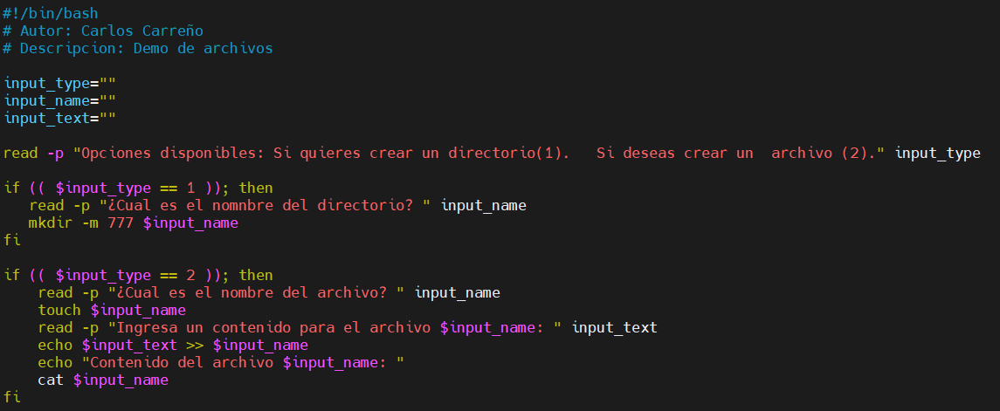 #!/bin/bash
# Autor: Carlos Carreño
# Descripcion: Demo de archivos
input_type=""
input_name=""
input_text=""
read -p "Opciones disponibles: Si quieres crear un directorio(1).   Si deseas crear un  archivo (2)." input_type
if (( $input_type == 1 )); then
   read -p "¿Cual es el nomnbre del directorio? " input_name
   mkdir -m 777 $input_name
fi
if (( $input_type == 2 )); then
    read -p "¿Cual es el nombre del archivo? " input_name
    touch $input_name
    read -p "Ingresa un contenido para el archivo $input_name: " input_text
    echo $input_text >> $input_name
    echo "Contenido del archivo $input_name: "
    cat $input_name
fi